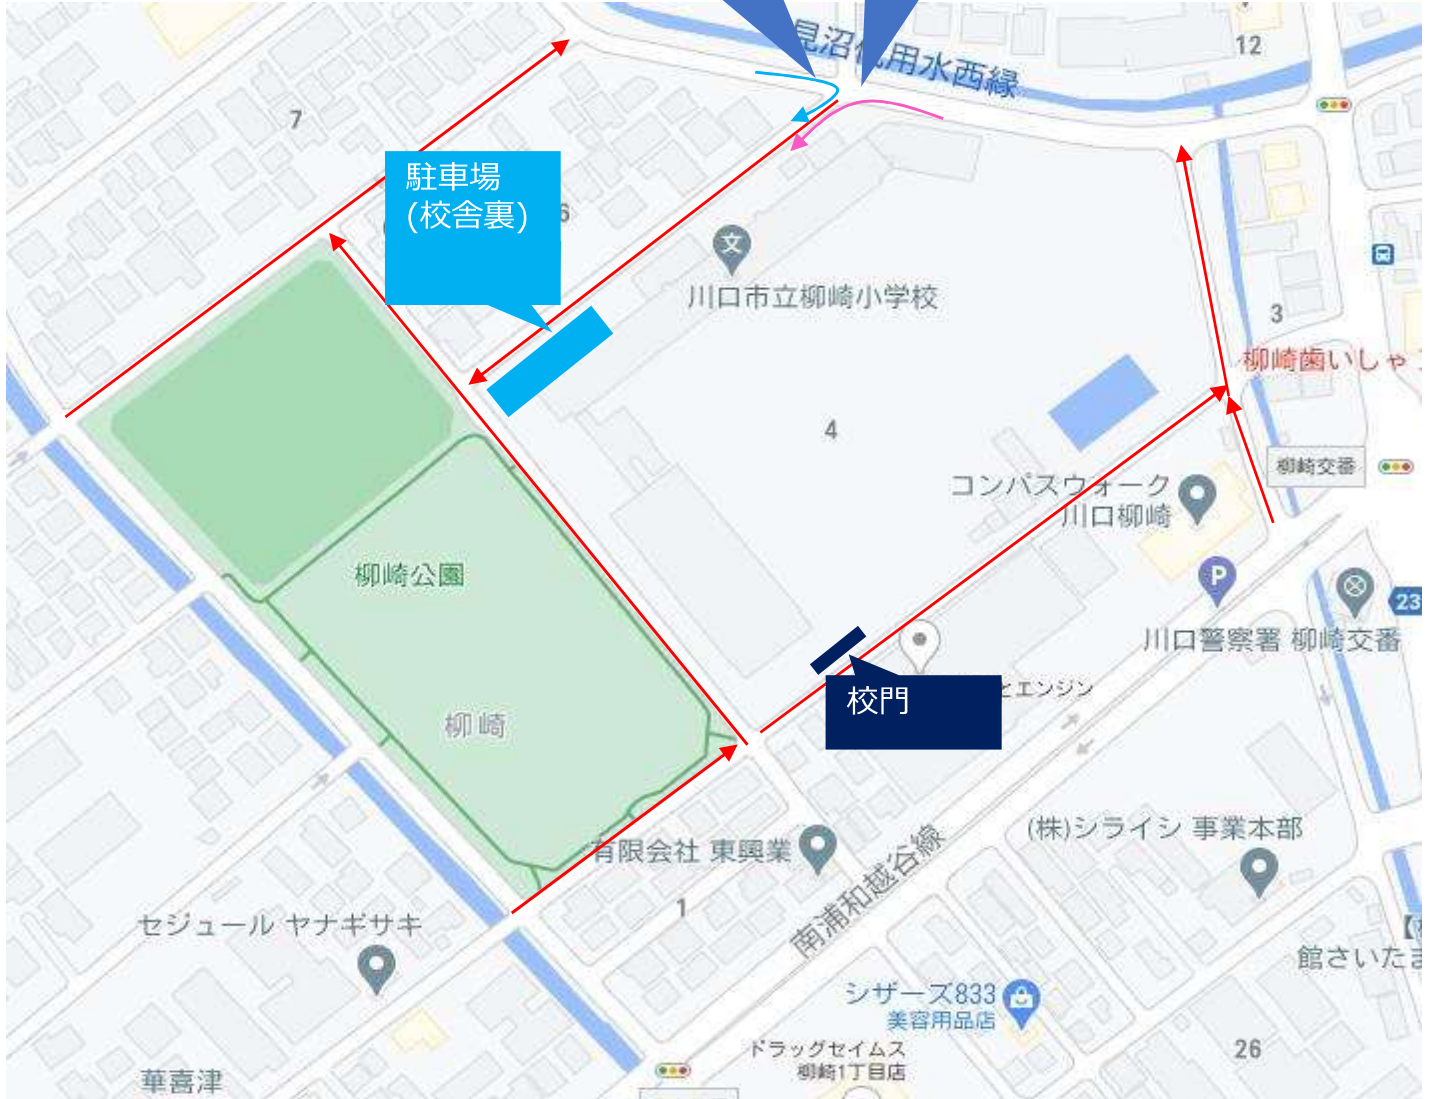 見沼代用水西縁
12
7
駐車場
(校舎裏)
6
川口市立柳崎小学校
3
柳崎歯いしゃ
4
柳崎交番
コンパスウォーク
川口柳崎
柳崎公園
P
23
川口警察署 柳崎交番
校門
とエンジン
柳崎
(株)シライシ 事業本部
有限会社 東興業
南浦和越谷線
1
セジュール ヤナギサキ
館さいたま
シザーズ833
美容用品店
ドラッグセイムス
柳崎1丁目店
26
華喜津